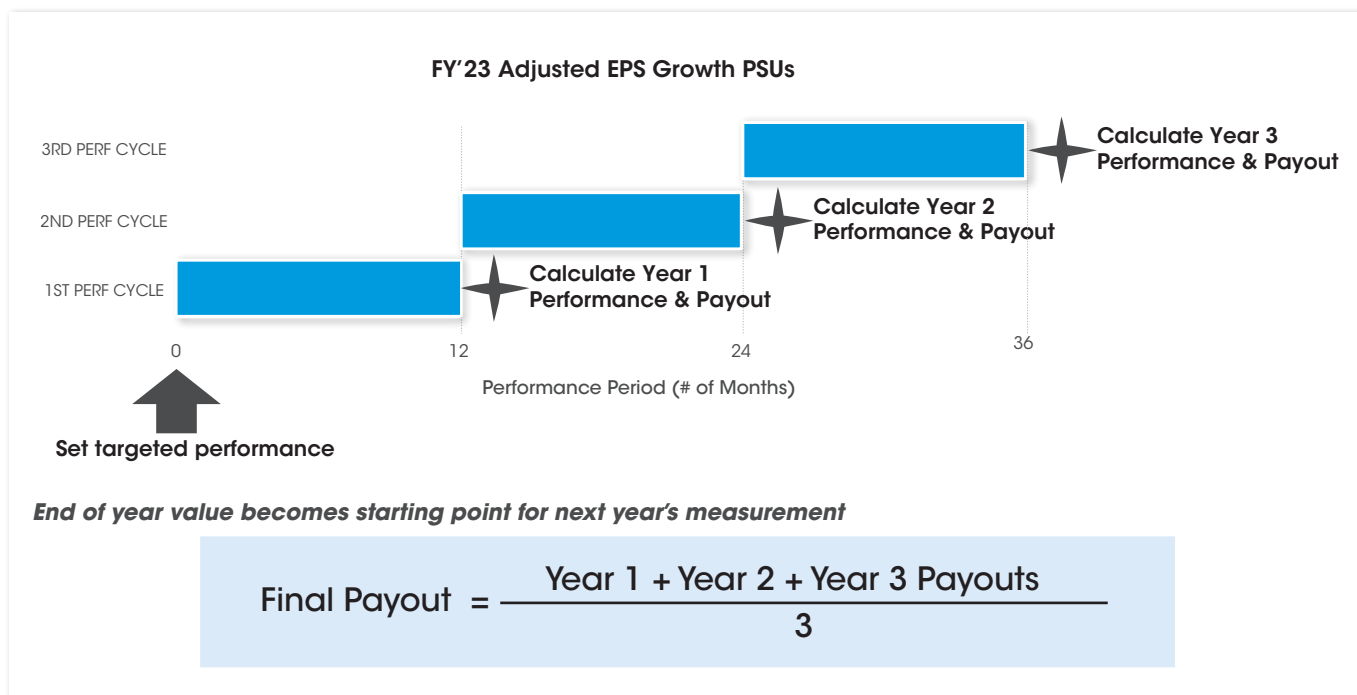 FY'23 Adjusted EPS Growth PSUs
3RD PERF CYCLE
Calculate Year 3
Performance & Payout
2ND PERF CYCLE
Calculate Year 2
Performance & Payout
1ST PERF CYCLE
Calculate Year 1
Performance & Payout
0 12 24 36
Performance Period (# of Months)
Set targeted performance
End of year value becomes starting point for next year's measurement
Final Payout = Year 1 + Year 2 + Year 3 Payouts
3